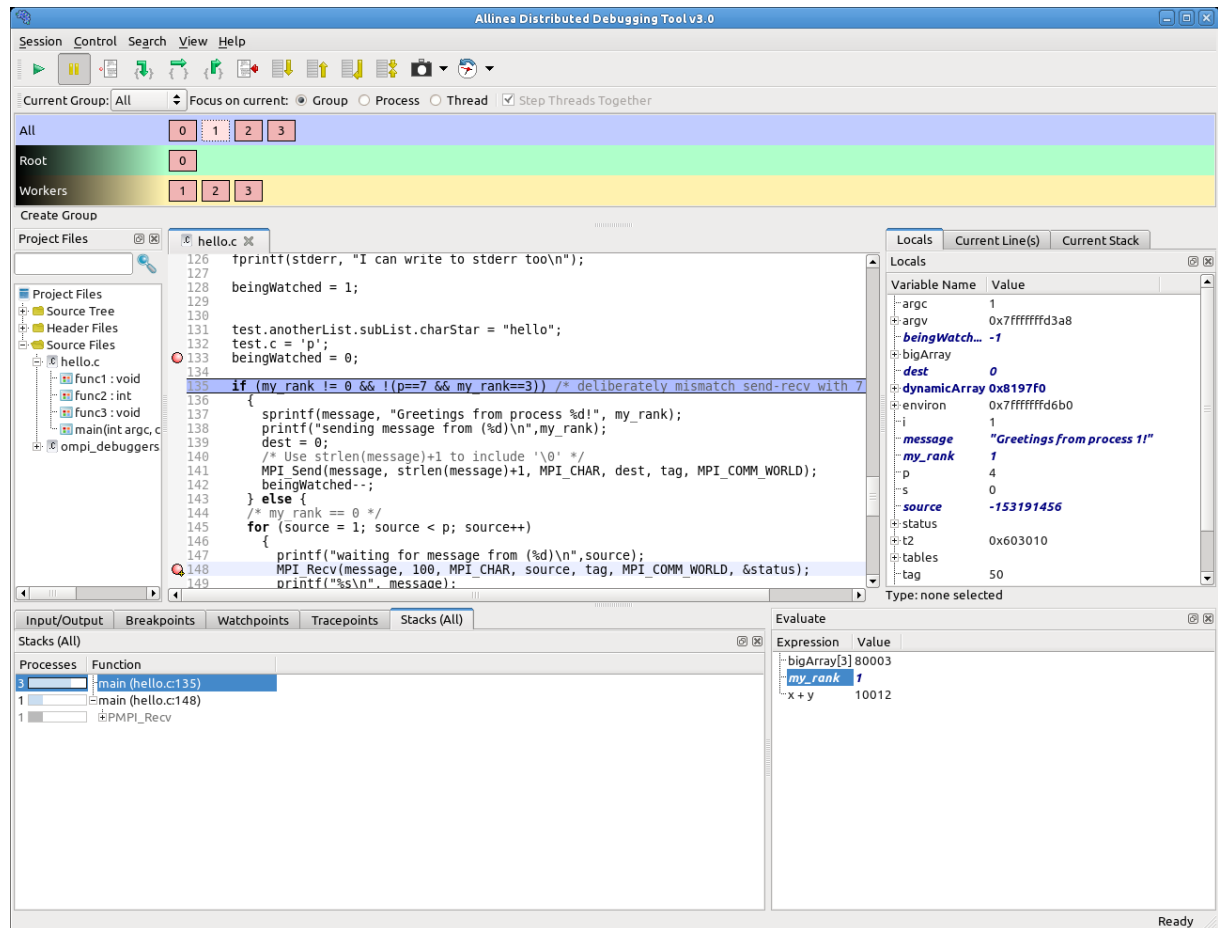 Allinea Distributed Debugging Tool v3.0
Session Control Search View Help
Current Group: All Focus on current: Group Process Thread Step Threads Together
All 0 1 2 3
Root 0
Workers 1 2 3
Create Group
Project Files
Project Files
Source Tree
Header Files
Source Files
hello.c
func1 : void
func2 : int
func3 : void
main(int argc, c
ompi_debuggers
hello.c
126 fprintf(stderr, "I can write to stderr too\n");
127
128 beingWatched = 1;
129
130
131 test.anotherList.subList.charStar = "hello";
132 test.c = 'p';
133 beingWatched = 0;
134
135 if (my_rank != 0 && !(p==7 && my_rank==3)) /* deliberately mismatch send-recv with 7
136 {
137 sprintf(message, "Greetings from process %d!", my_rank);
138 printf("sending message from (%d)\n",my_rank);
139 dest = 0;
140 /* Use strlen(message)+1 to include '\0' */
141 MPI_Send(message, strlen(message)+1, MPI_CHAR, dest, tag, MPI_COMM_WORLD);
142 beingWatched--;
143 } else {
144 /* my_rank == 0 */
145 for (source = 1; source < p; source++)
146 {
147 printf("waiting for message from (%d)\n",source);
148 MPI_Recv(message, 100, MPI_CHAR, source, tag, MPI_COMM_WORLD, &status);
149 printf("%s\n", message);
Locals Current Line(s) Current Stack
Locals
Variable Name Value
argc 1
argv 0x7fffffffd3a8
beingWatch... -1
bigArray
dest 0
dynamicArray 0x8197f0
environ 0x7fffffffd6b0
i 1
message "Greetings from process 1!"
my_rank 1
p 4
s 0
source -153191456
status
t2 0x603010
tables
tag 50
Type: none selected
Input/Output Breakpoints Watchpoints Tracepoints Stacks (All)
Stacks (All)
Processes Function
3 main (hello.c:135)
1 main (hello.c:148)
1 PMPI_Recv
Evaluate
Expression Value
bigArray[3] 80003
my_rank 1
x + y 10012
Ready